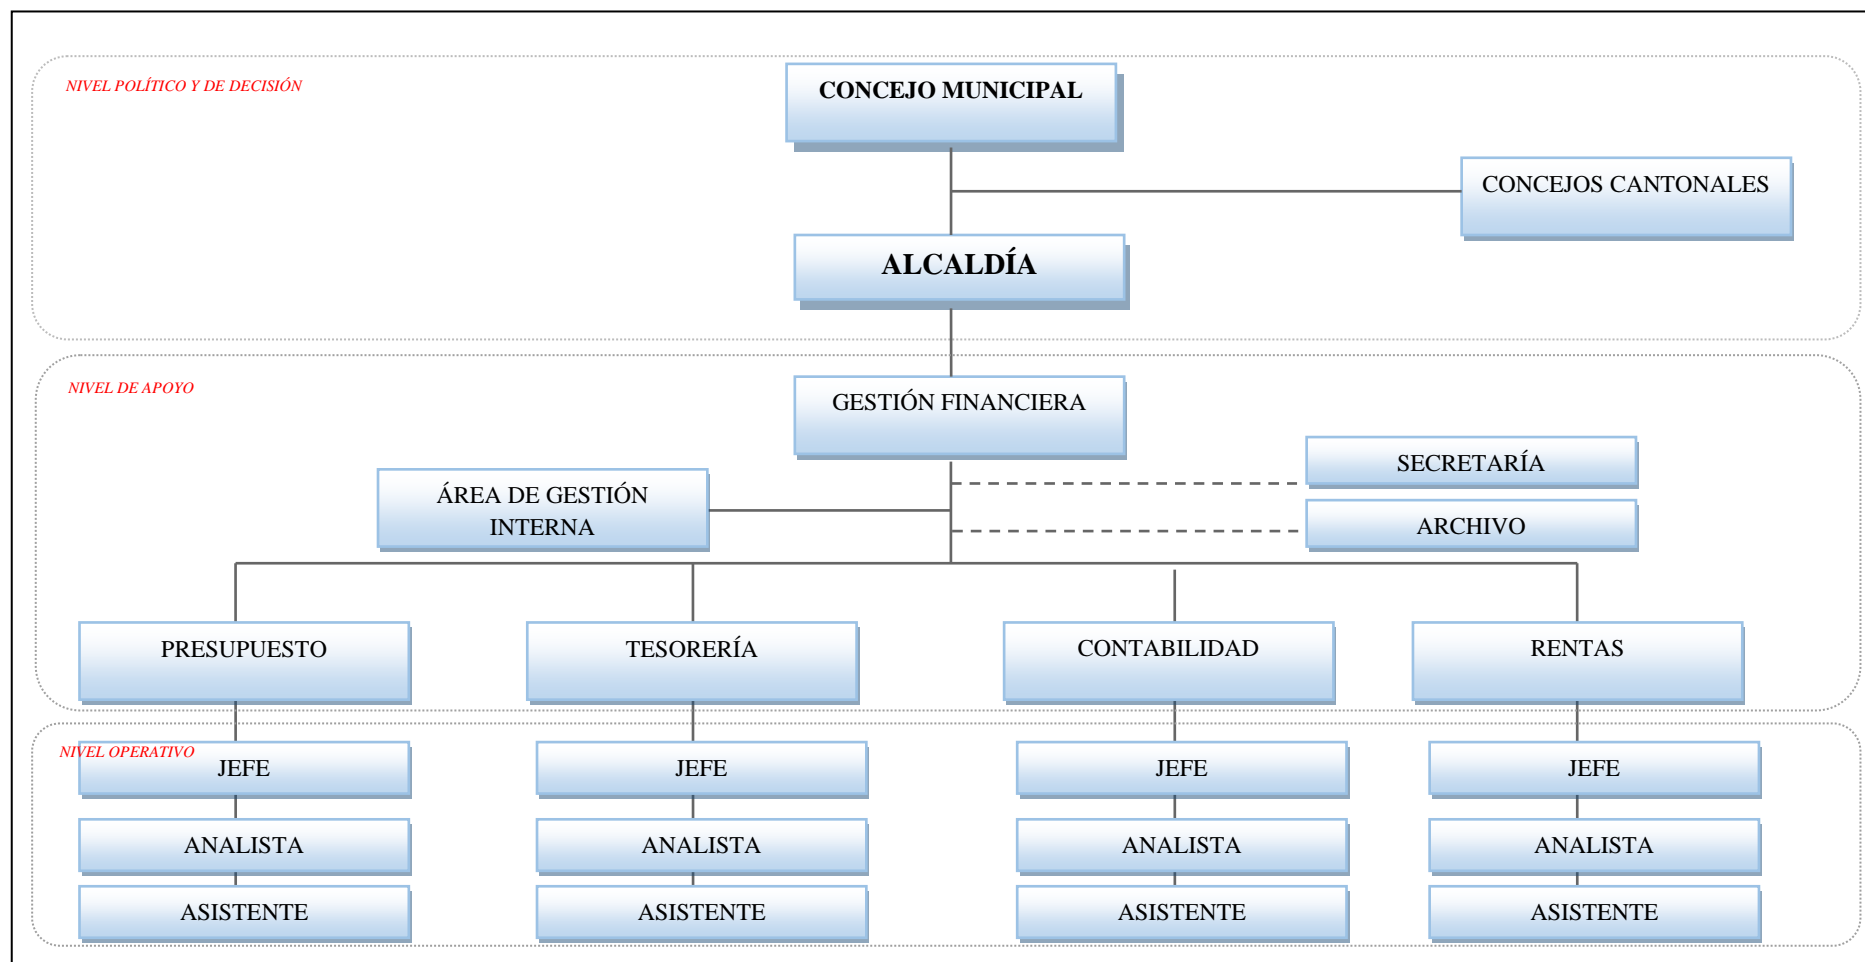 NIVEL POLÍTICO Y DE DECISIÓN
CONCEJO MUNICIPAL
CONCEJOS CANTONALES
ALCALDÍA
NIVEL DE APOYO
GESTIÓN FINANCIERA
SECRETARÍA
ÁREA DE GESTIÓN
INTERNA
ARCHIVO
PRESUPUESTO
TESORERÍA
CONTABILIDAD
RENTAS
NIVEL OPERATIVO
JEFE
JEFE
JEFE
JEFE
ANALISTA
ANALISTA
ANALISTA
ANALISTA
ASISTENTE
ASISTENTE
ASISTENTE
ASISTENTE